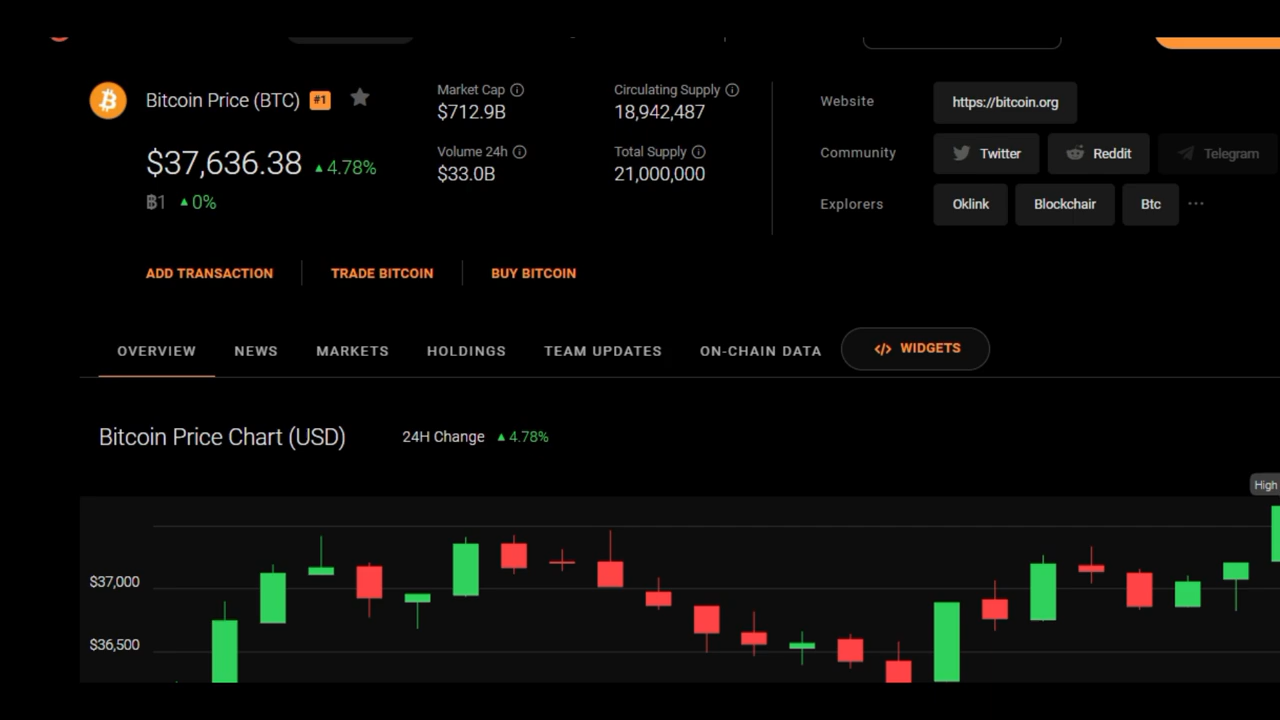 Bitcoin Price (BTC) #1
$37,636.38 ▲4.78%
฿1 ▲0%
Market Cap
$712.9B
Circulating Supply
18,942,487
Volume 24h
$33.0B
Total Supply
21,000,000
Website https://bitcoin.org
Community Twitter Reddit Telegram
Explorers Oklink Blockchair Btc ...
ADD TRANSACTION TRADE BITCOIN BUY BITCOIN
OVERVIEW NEWS MARKETS HOLDINGS TEAM UPDATES ON-CHAIN DATA </> WIDGETS
Bitcoin Price Chart (USD) 24H Change ▲4.78%
High
$37,000
$36,500